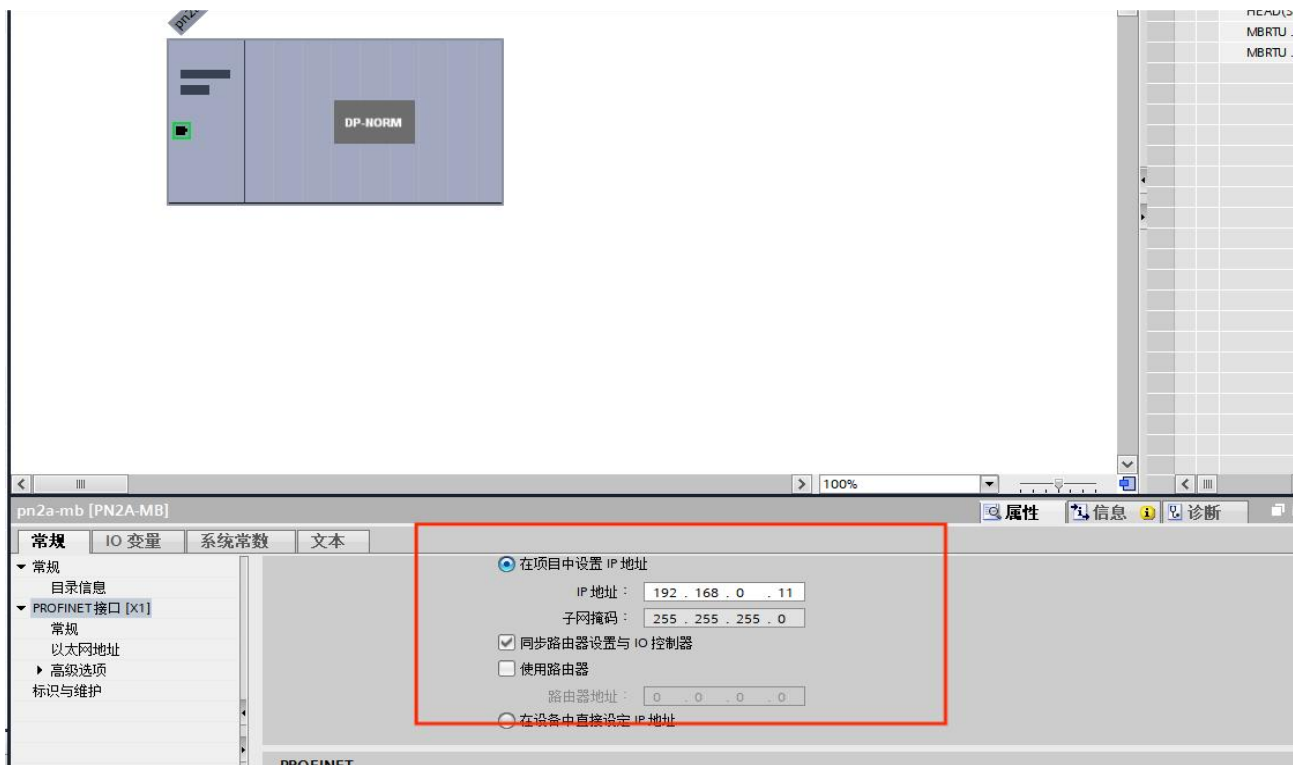 MBRTU .
MBRTU .
DP-NORM
100%
pn2a-mb [PN2A-MB]
属性
信息
诊断
常规
IO 变量
系统常数
文本
常规
目录信息
PROFINET接口 [X1]
常规
以太网地址
高级选项
标识与维护
在项目中设置 IP 地址
IP 地址：
192 . 168 . 0 . 11
子网掩码：
255 . 255 . 255 . 0
同步路由器设置与 IO 控制器
使用路由器
路由器地址：
0 . 0 . 0 . 0
在设备中直接设定 IP 地址
PROFINET